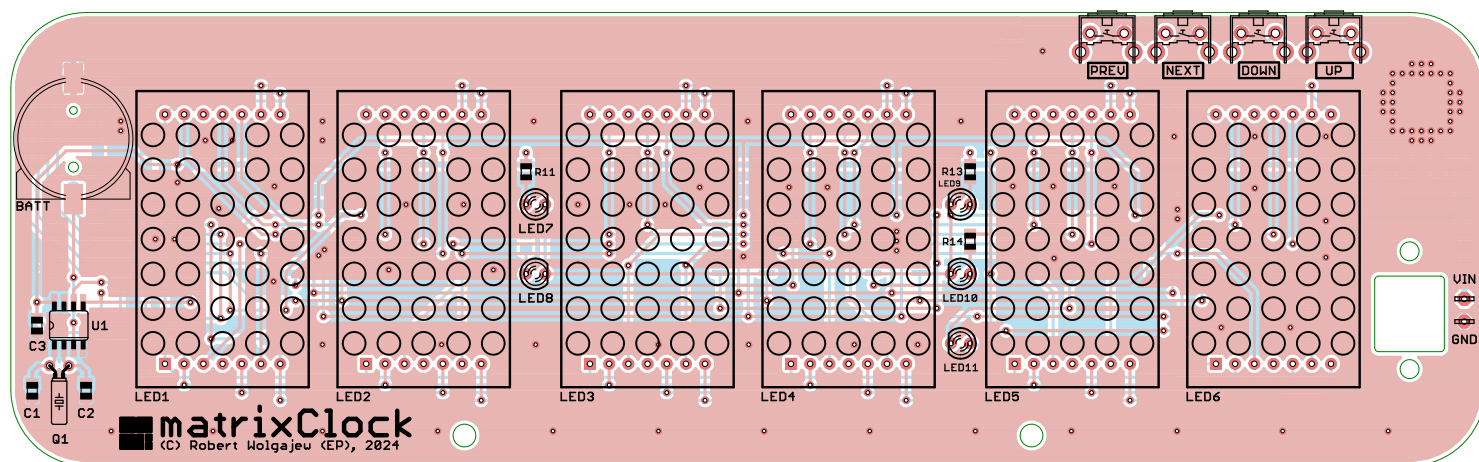 PREV NEXT DOWN UP
BATT
R11
LED7
LED8
R13
LED9
R14
LED10
LED11
VIN
GND
U1
C3
C1 C2
Q1
LED1 LED2 LED3 LED4 LED5 LED6
matrixClock
(C) Robert Wolgajew (EP), 2024